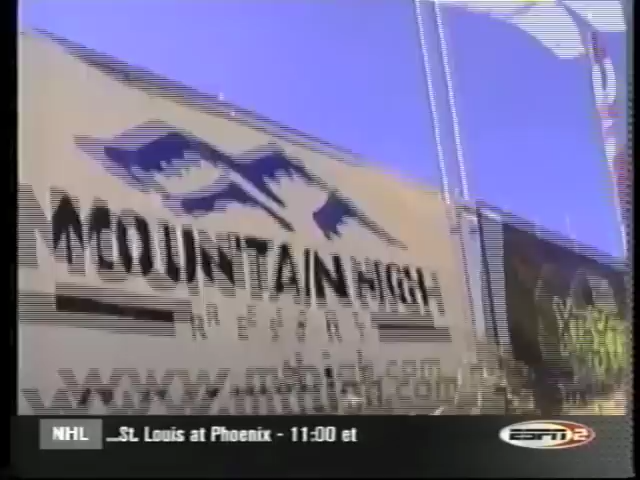 MOUNTAIN HIGH
RESORT
www.mthigh.com
NHL ...St. Louis at Phoenix - 11:00 et ESPN2